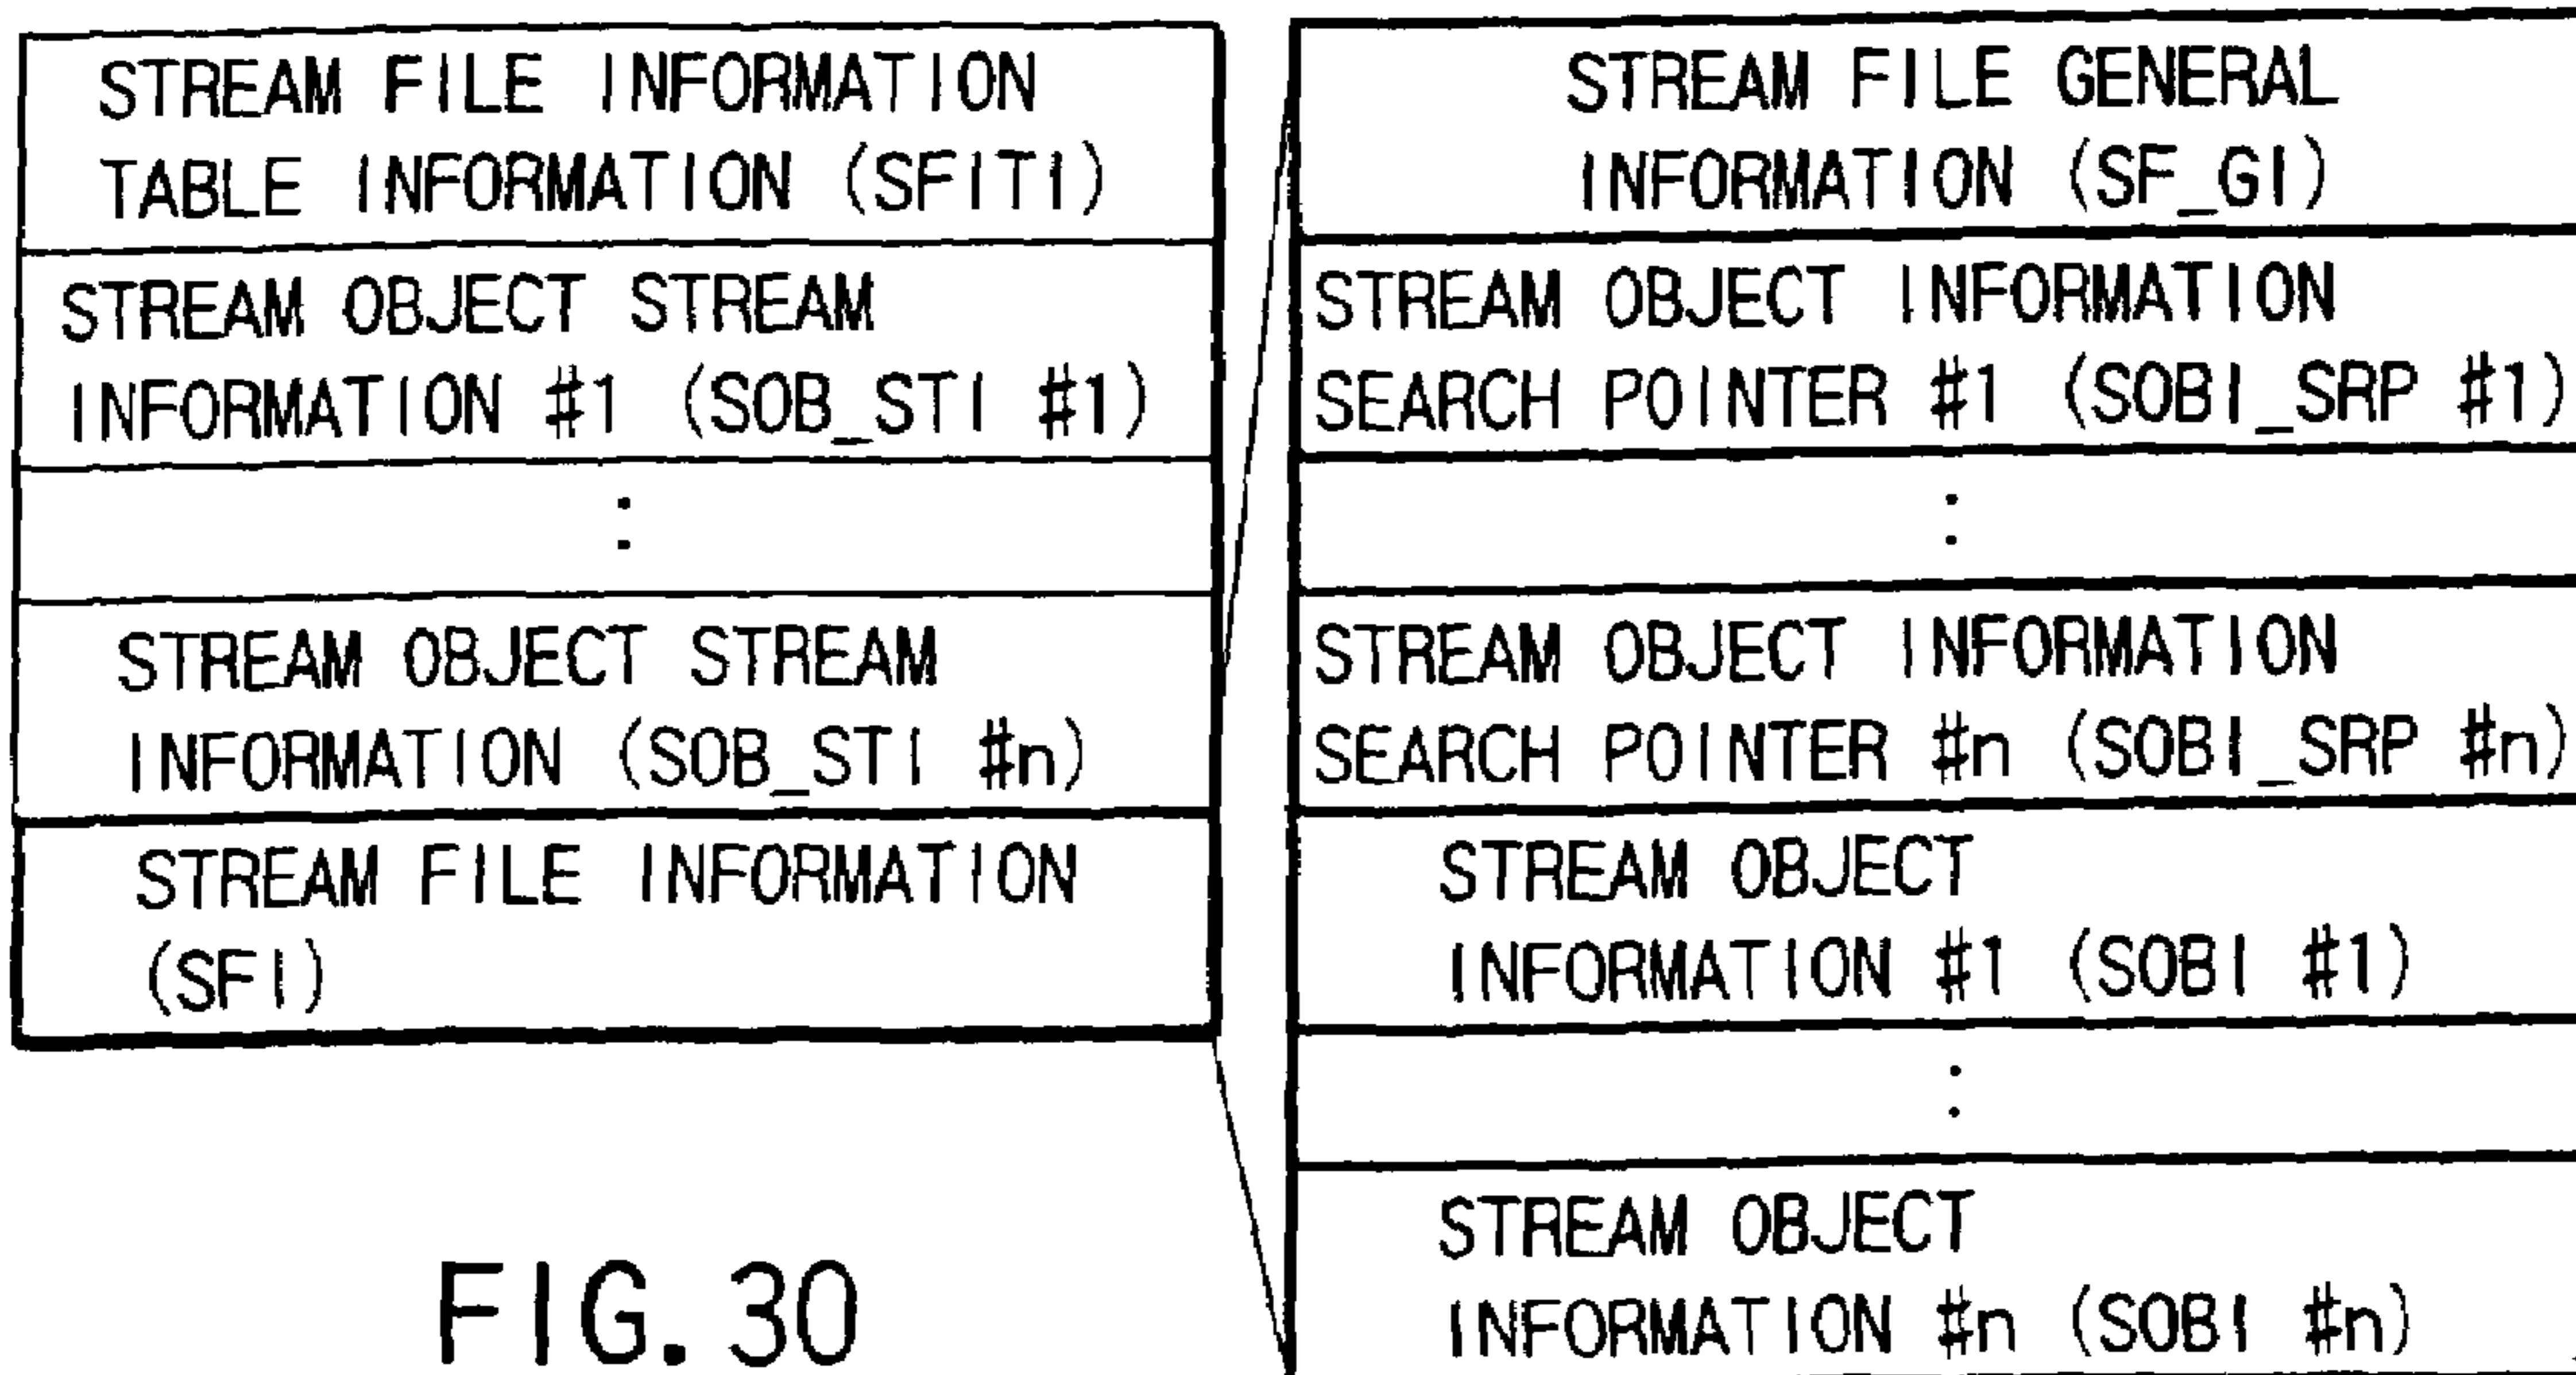 STREAM FILE INFORMATION
TABLE INFORMATION (SFITI)
STREAM OBJECT STREAM
INFORMATION #1 (SOB_STI #1)
:
STREAM OBJECT STREAM
INFORMATION (SOB_STI #n)
STREAM FILE INFORMATION
(SFI)
STREAM FILE GENERAL
INFORMATION (SF_GI)
STREAM OBJECT INFORMATION
SEARCH POINTER #1 (SOBI_SRP #1)
:
STREAM OBJECT INFORMATION
SEARCH POINTER #n (SOBI_SRP #n)
STREAM OBJECT
INFORMATION #1 (SOBI #1)
:
STREAM OBJECT
INFORMATION #n (SOBI #n)
FIG. 30